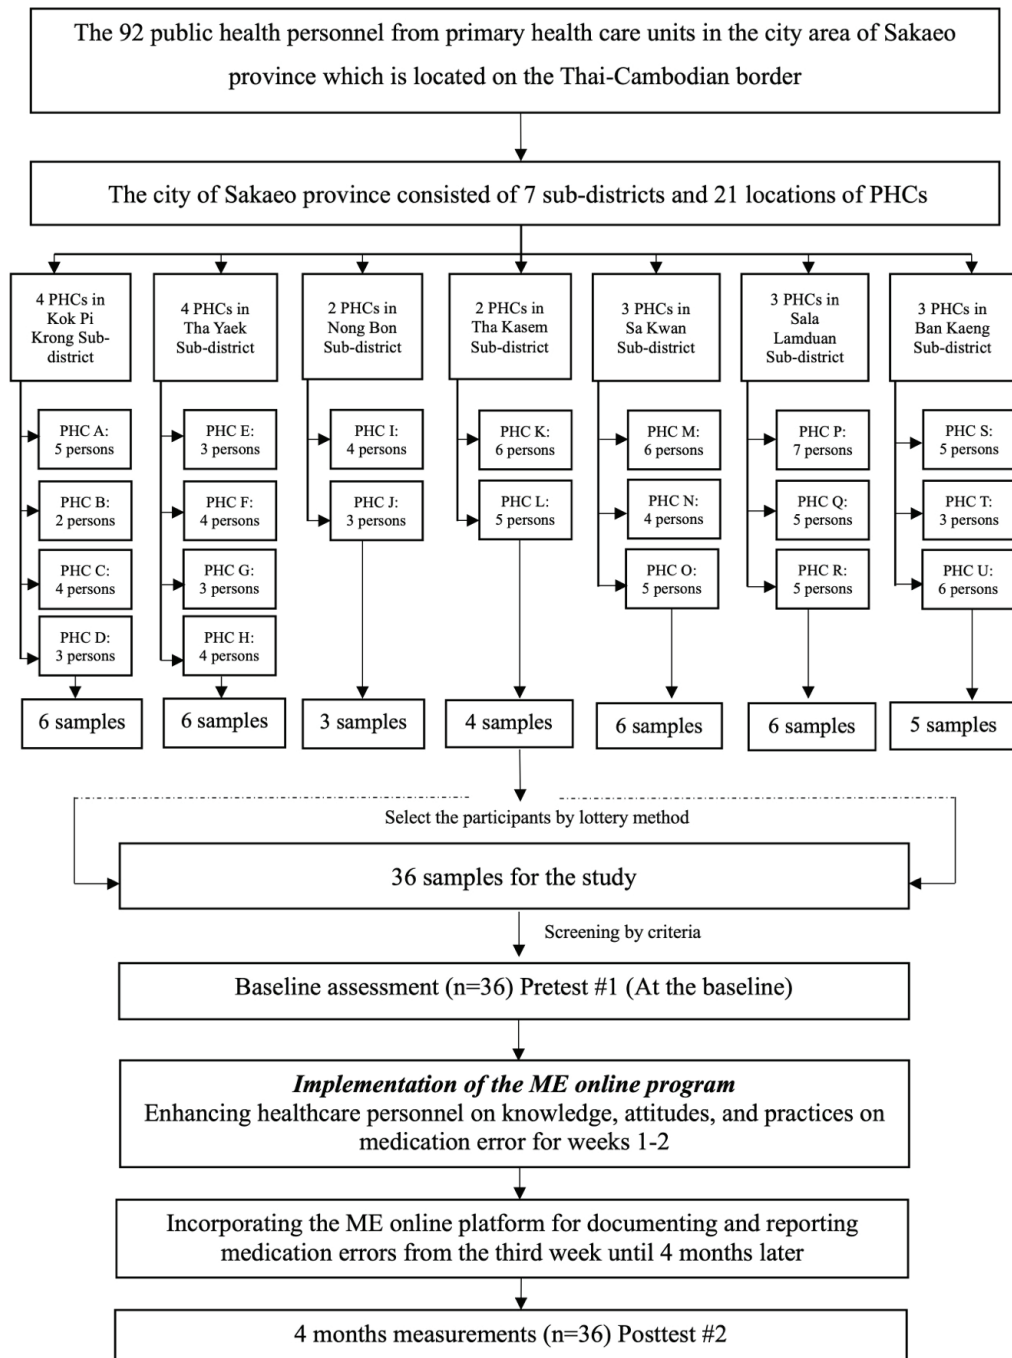 The 92 public health personnel from primary health care units in the city area of Sakaeo
province which is located on the Thai-Cambodian border
The city of Sakaeo province consisted of 7 sub-districts and 21 locations of PHCs
4 PHCs in
Kok Pi
Krong Sub-
district
4 PHCs in
Tha Yaek
Sub-district
2 PHCs in
Nong Bon
Sub-district
2 PHCs in
Tha Kasem
Sub-district
3 PHCs in
Sa Kwan
Sub-district
3 PHCs in
Sala
Lamduan
Sub-district
3 PHCs in
Ban Kaeng
Sub-district
PHC A:
5 persons
PHC B:
2 persons
PHC C:
4 persons
PHC D:
3 persons
PHC E:
3 persons
PHC F:
4 persons
PHC G:
3 persons
PHC H:
4 persons
PHC I:
4 persons
PHC J:
3 persons
PHC K:
6 persons
PHC L:
5 persons
PHC M:
6 persons
PHC N:
4 persons
PHC O:
5 persons
PHC P:
7 persons
PHC Q:
5 persons
PHC R:
5 persons
PHC S:
5 persons
PHC T:
3 persons
PHC U:
6 persons
6 samples
6 samples
3 samples
4 samples
6 samples
6 samples
5 samples
Select the participants by lottery method
36 samples for the study
Screening by criteria
Baseline assessment (n=36) Pretest #1 (At the baseline)
Implementation of the ME online program
Enhancing healthcare personnel on knowledge, attitudes, and practices on
medication error for weeks 1-2
Incorporating the ME online platform for documenting and reporting
medication errors from the third week until 4 months later
4 months measurements (n=36) Posttest #2